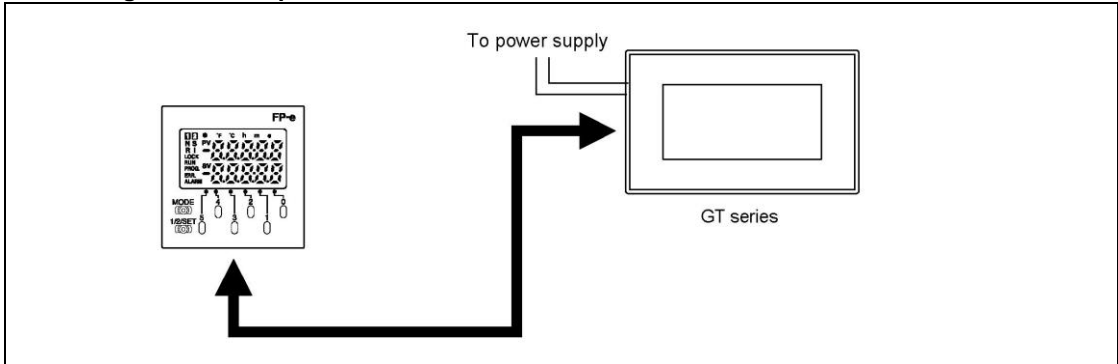 To power supply
FP-e
°F °C h m s
N S PV
R I
LOCK
RUN SV
PROG.
ERR.
ALARM
MODE 4 2 0
1/2/SET 5 3 1
GT series